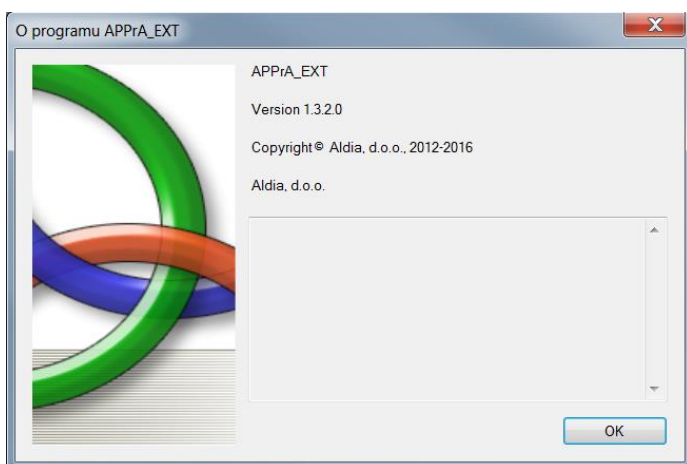 O programu APPrA_EXT
APPrA_EXT
Version 1.3.2.0
Copyright © Aldia, d.o.o., 2012-2016
Aldia, d.o.o.
OK